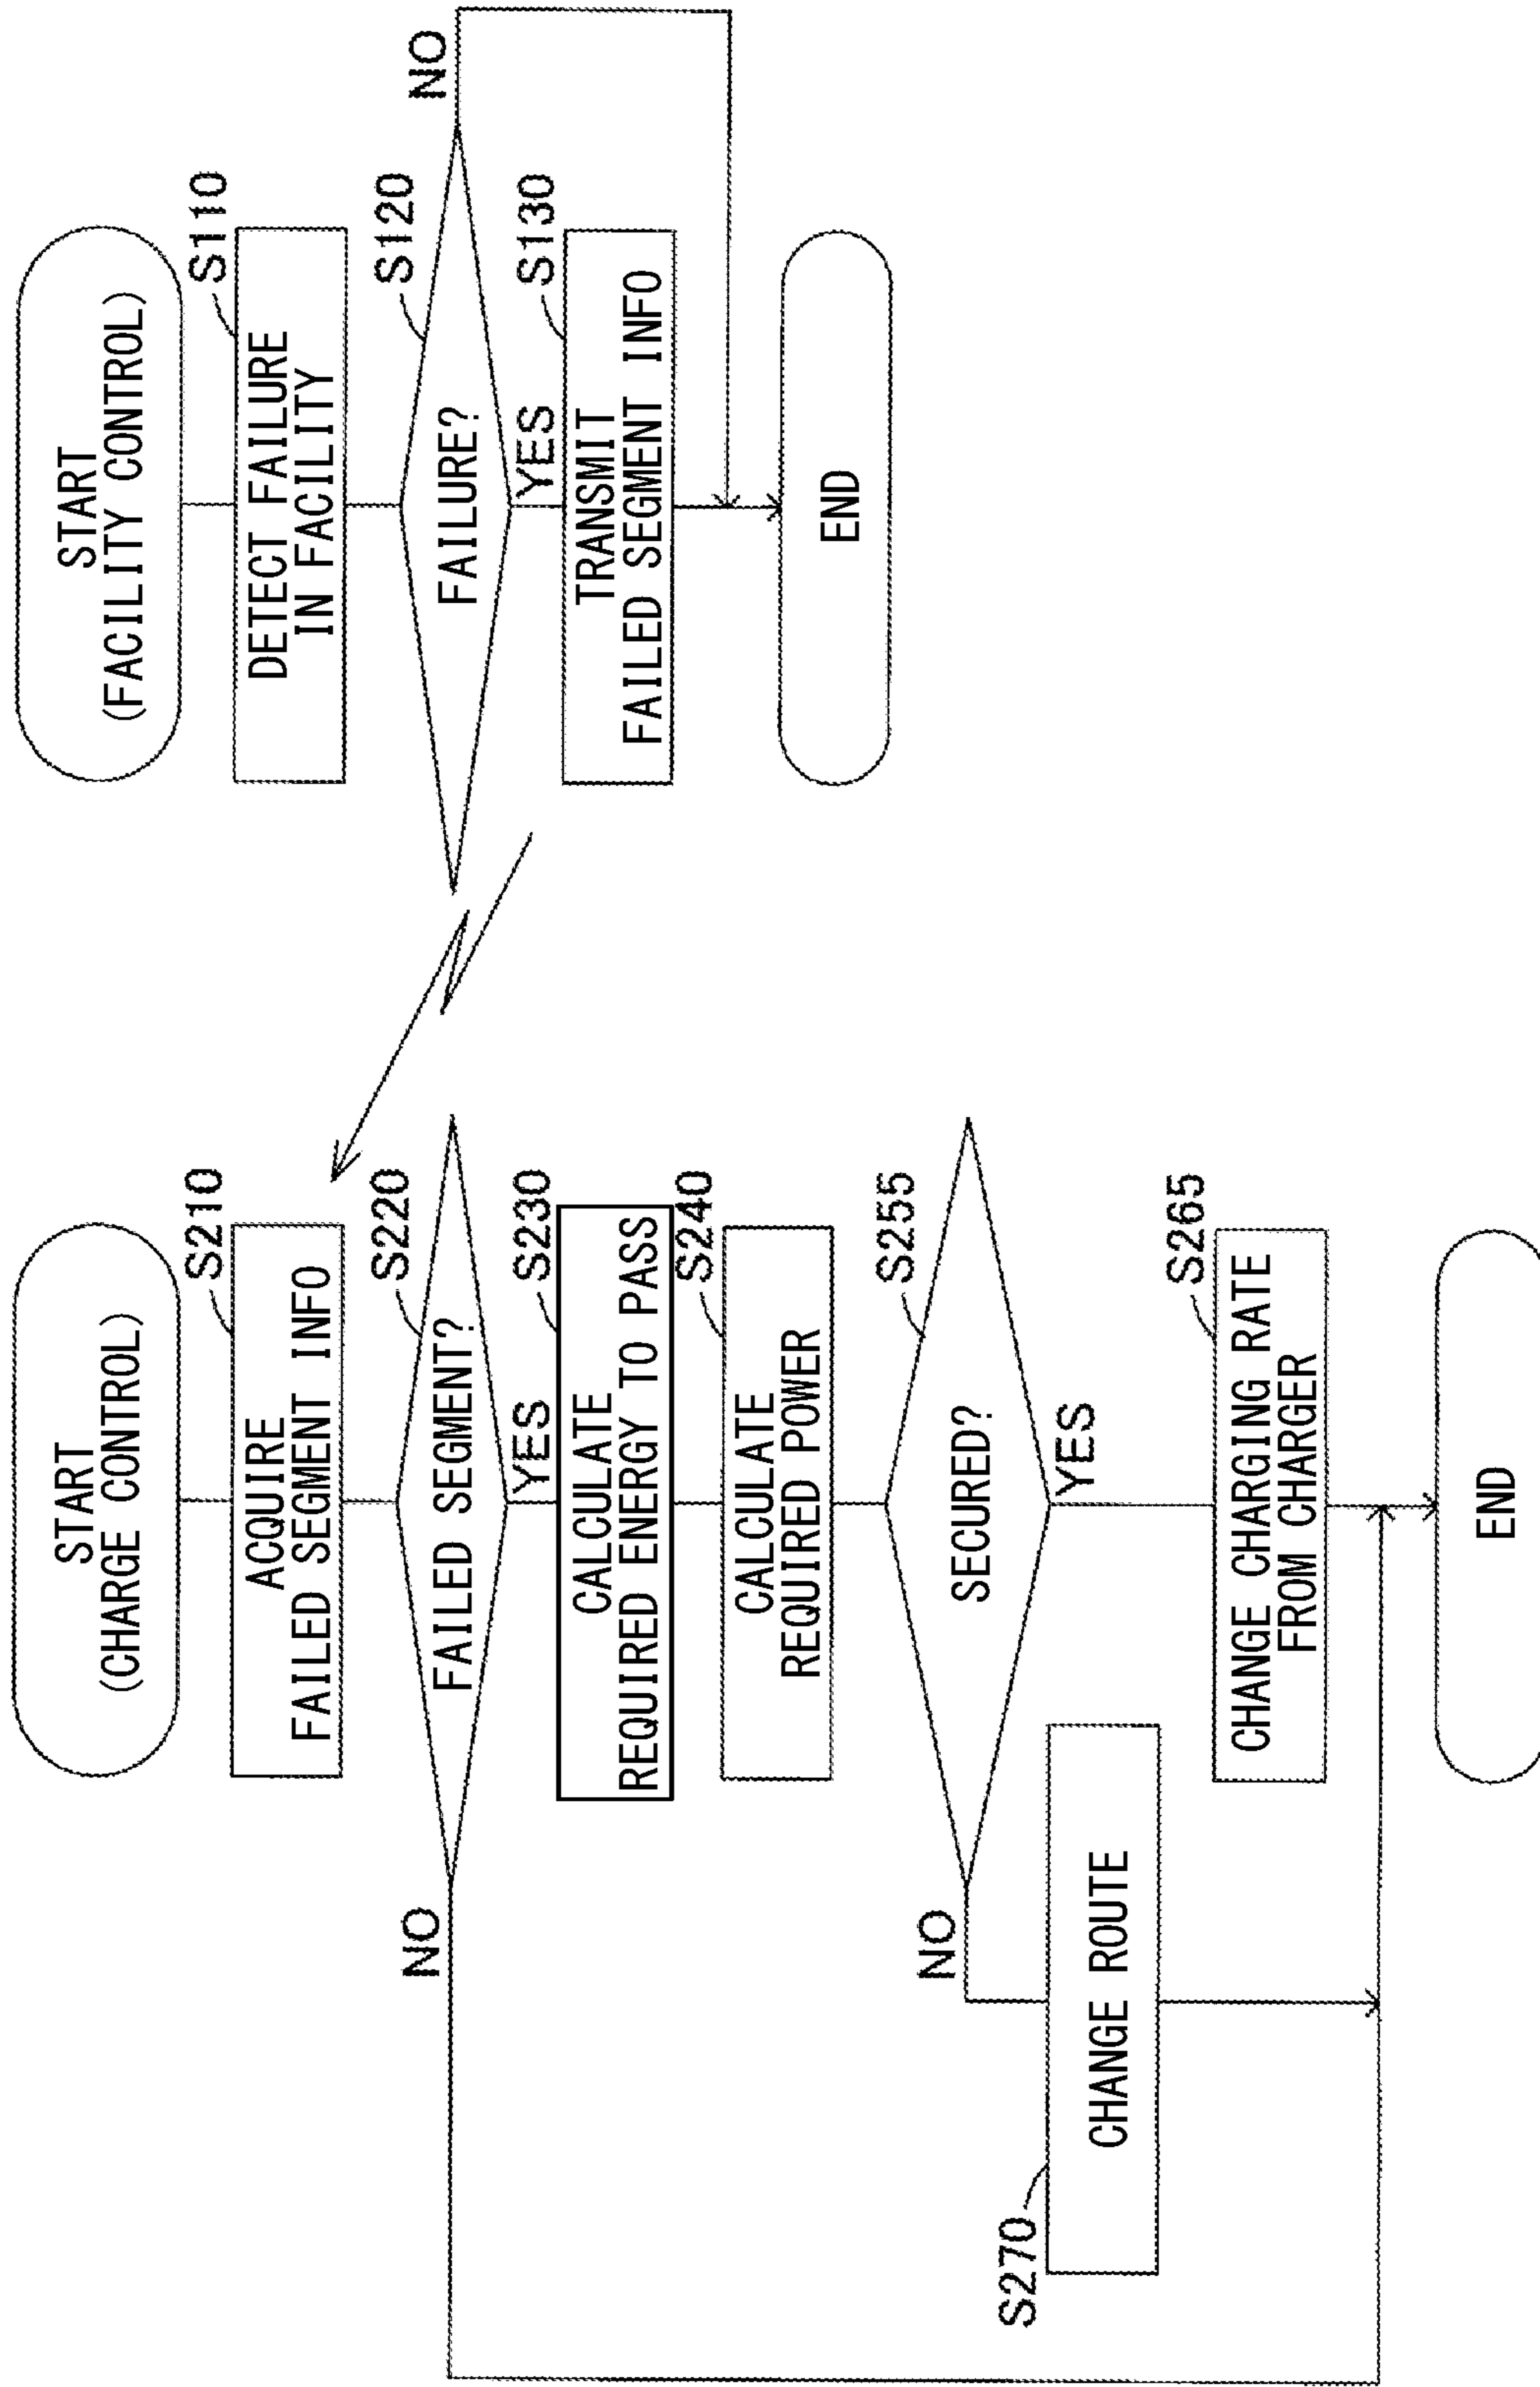 START
(CHARGE CONTROL)
S210
ACQUIRE
FAILED SEGMENT INFO
S220
FAILED SEGMENT?
NO
YES
S230
CALCULATE
REQUIRED ENERGY TO PASS
S240
CALCULATE
REQUIRED POWER
S255
SECURED?
NO
YES
S270
CHANGE ROUTE
S265
CHANGE CHARGING RATE
FROM CHARGER
END
START
(FACILITY CONTROL)
S110
DETECT FAILURE
IN FACILITY
S120
FAILURE?
NO
YES
S130
TRANSMIT
FAILED SEGMENT INFO
END